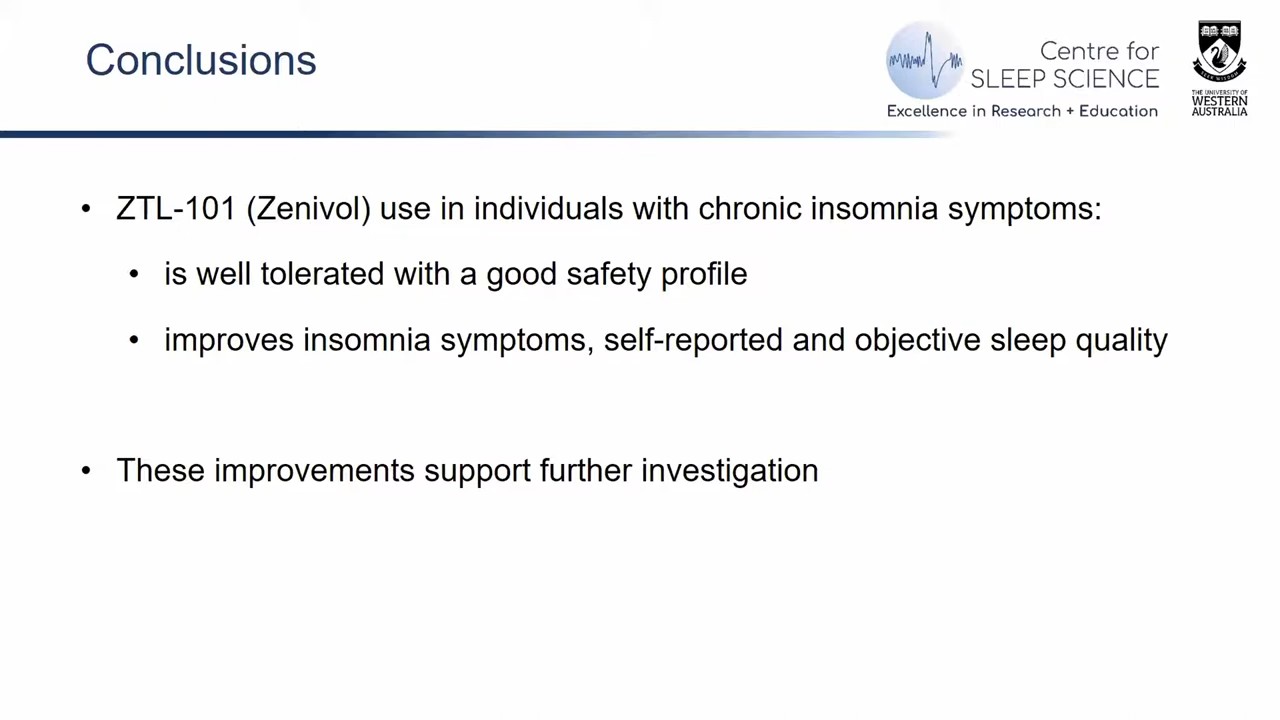 Conclusions
Centre for
SLEEP SCIENCE
Excellence in Research + Education
THE UNIVERSITY OF
WESTERN
AUSTRALIA
• ZTL-101 (Zenivol) use in individuals with chronic insomnia symptoms:
• is well tolerated with a good safety profile
• improves insomnia symptoms, self-reported and objective sleep quality
• These improvements support further investigation